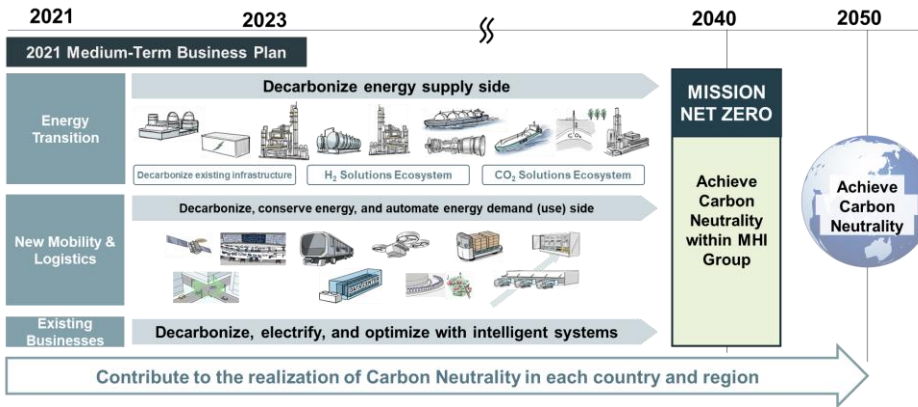 2021
2023
2040
2050
2021 Medium-Term Business Plan
Energy
Transition
Decarbonize energy supply side
Decarbonize existing infrastructure
H₂ Solutions Ecosystem
CO₂ Solutions Ecosystem
New Mobility &
Logistics
Decarbonize, conserve energy, and automate energy demand (use) side
Existing
Businesses
Decarbonize, electrify, and optimize with intelligent systems
MISSION
NET ZERO
Achieve
Carbon
Neutrality
within MHI
Group
Achieve
Carbon
Neutrality
Contribute to the realization of Carbon Neutrality in each country and region